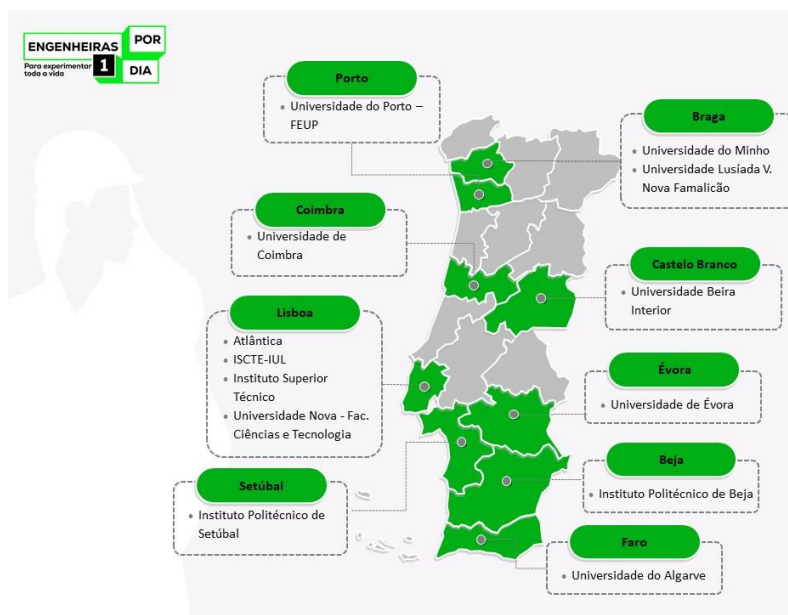 ENGENHEIRAS
POR
Para experimentar
toda a vida
1
DIA
Porto
• Universidade do Porto –
FEUP
Braga
• Universidade do Minho
• Universidade Lusíada V.
Nova Famalicão
Coimbra
• Universidade de
Coimbra
Castelo Branco
• Universidade Beira
Interior
Lisboa
• Atlântica
• ISCTE-IUL
• Instituto Superior
Técnico
• Universidade Nova - Fac.
Ciências e Tecnologia
Évora
• Universidade de Évora
Setúbal
• Instituto Politécnico de
Setúbal
Beja
• Instituto Politécnico de Beja
Faro
• Universidade do Algarve